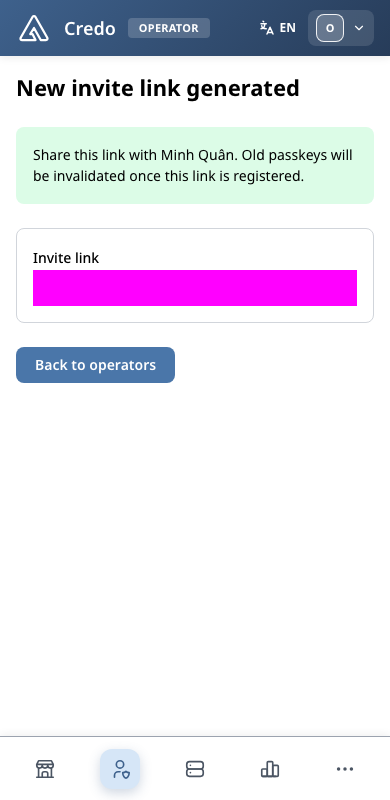 Credo
OPERATOR
EN
O
New invite link generated
Share this link with Minh Quân. Old passkeys will
be invalidated once this link is registered.
Invite link
Back to operators